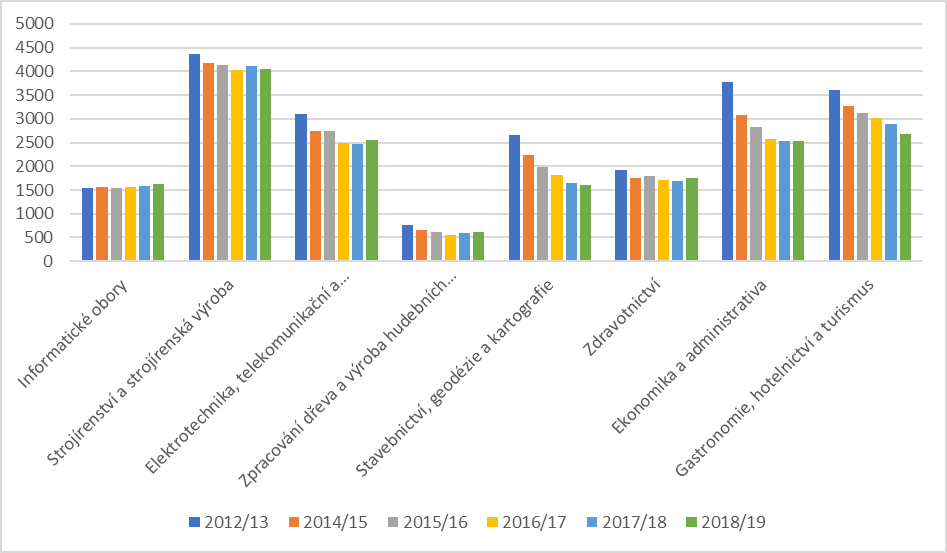 5000
4500
4000
3500
3000
2500
2000
1500
1000
500
0
Informatické obory
Strojírenství a strojírenská výroba
Elektrotechnika, telekomunikační a...
Zpracování dřeva a výroba hudebních...
Stavebnictví, geodézie a kartografie
Zdravotnictví
Ekonomika a administrativa
Gastronomie, hotelnictví a turismus
2012/13 2014/15 2015/16 2016/17 2017/18 2018/19